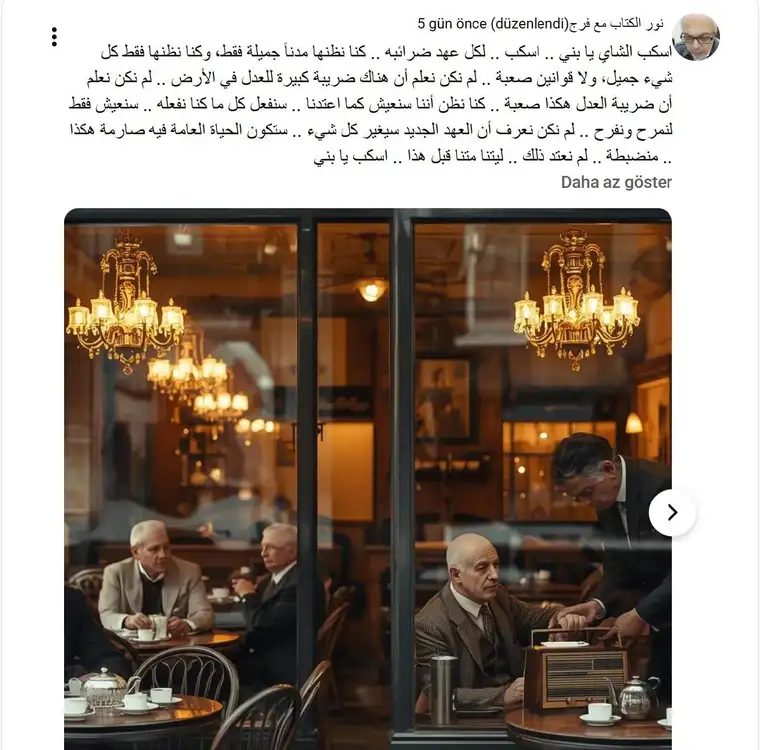 نور الكتاب مع فرج(düzenlendi) 5 gün önce
اسكب الشاي يا بني .. اسكب .. لكل عهد ضرائبه .. كنا نظنها مدناً جميلة فقط، وكنا نظنها فقط كل
شيء جميل، ولا قوانين صعبة .. لم نكن نعلم أن هناك ضريبة كبيرة للعدل في الأرض .. لم نكن نعلم
أن ضريبة العدل هكذا صعبة .. كنا نظن أننا سنعيش كما اعتدنا .. سنفعل كل ما كنا نفعله .. سنعيش فقط
لنمرح ونفرح .. لم نكن نعرف أن العهد الجديد سيغير كل شيء .. ستكون الحياة العامة فيه صارمة هكذا
.. منضبطة .. لم نعتد ذلك .. ليتنا متنا قبل هذا .. اسكب يا بني
Daha az göster